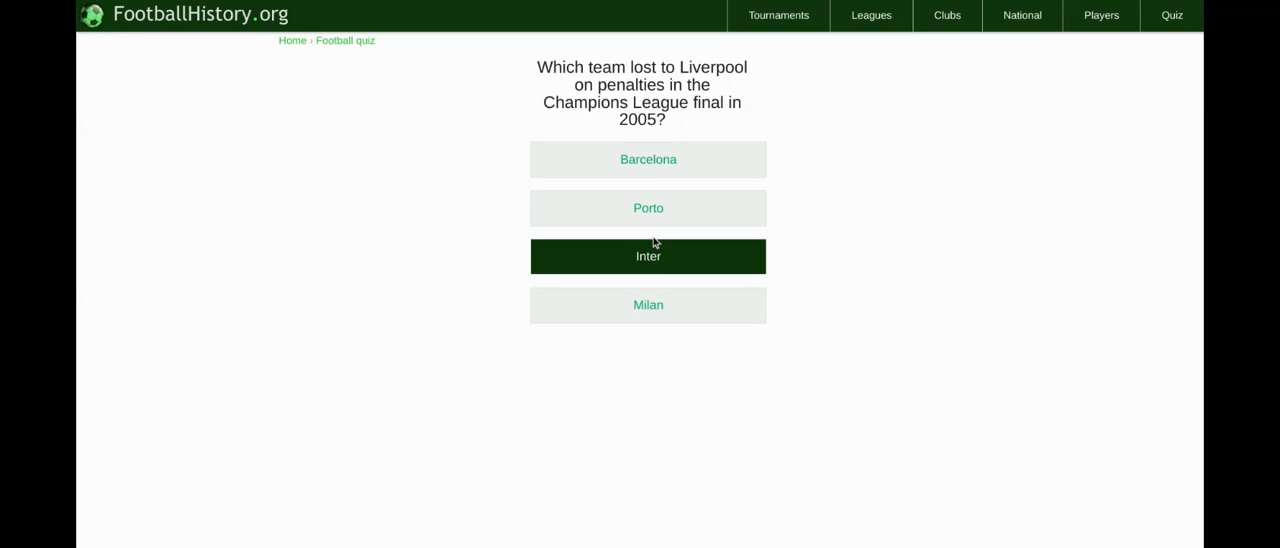 FootballHistory.org
Tournaments
Leagues
Clubs
National
Players
Quiz
Home › Football quiz
Which team lost to Liverpool
on penalties in the
Champions League final in
2005?
Barcelona
Porto
Inter
Milan